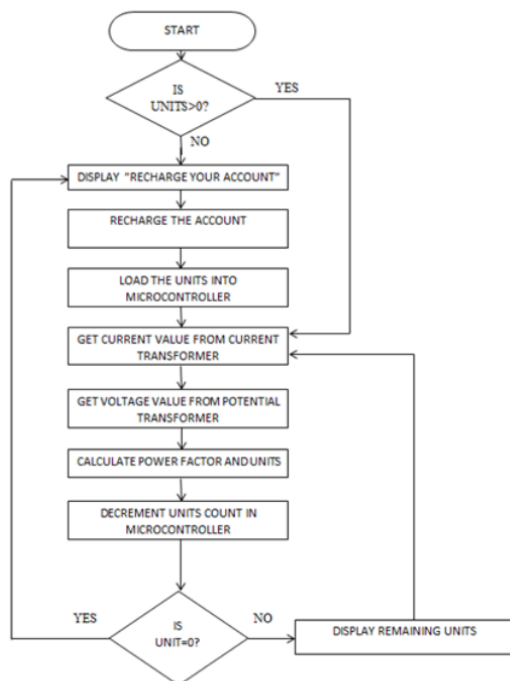 START
IS
UNITS>0?
YES
NO
DISPLAY "RECHARGE YOUR ACCOUNT"
RECHARGE THE ACCOUNT
LOAD THE UNITS INTO
MICROCONTROLLER
GET CURRENT VALUE FROM CURRENT
TRANSFORMER
GET VOLTAGE VALUE FROM POTENTIAL
TRANSFORMER
CALCULATE POWER FACTOR AND UNITS
DECREMENT UNITS COUNT IN
MICROCONTROLLER
YES
IS
UNIT=0?
NO
DISPLAY REMAINING UNITS